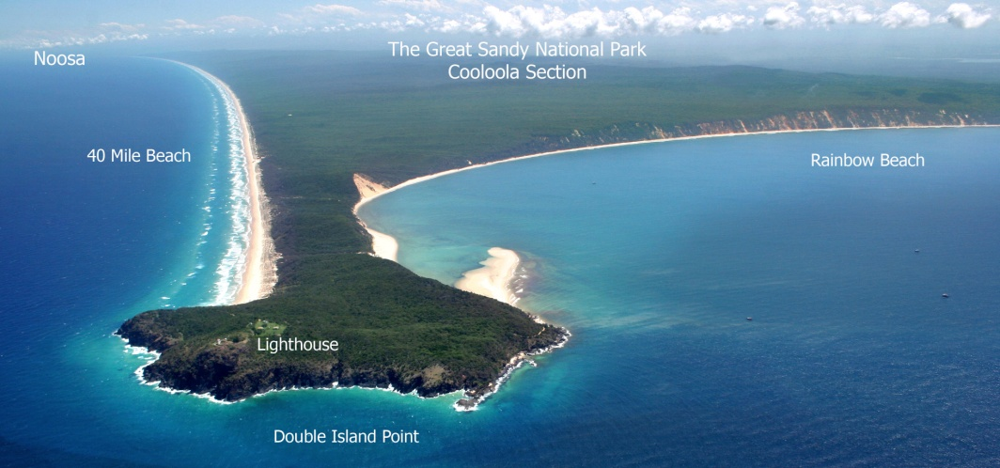 Noosa
The Great Sandy National Park
Cooloola Section
40 Mile Beach
Rainbow Beach
Lighthouse
Double Island Point